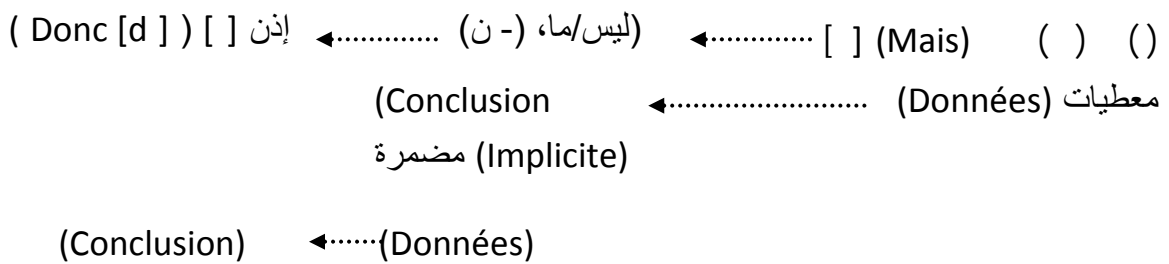 ( ) ( ) (Mais) [ ] (ليس/ما، (- ن) إذن [ ] ( Donc [d ] )
معطيات (Données) (Conclusion
(Implicite) مضمرة
(Données) (Conclusion)